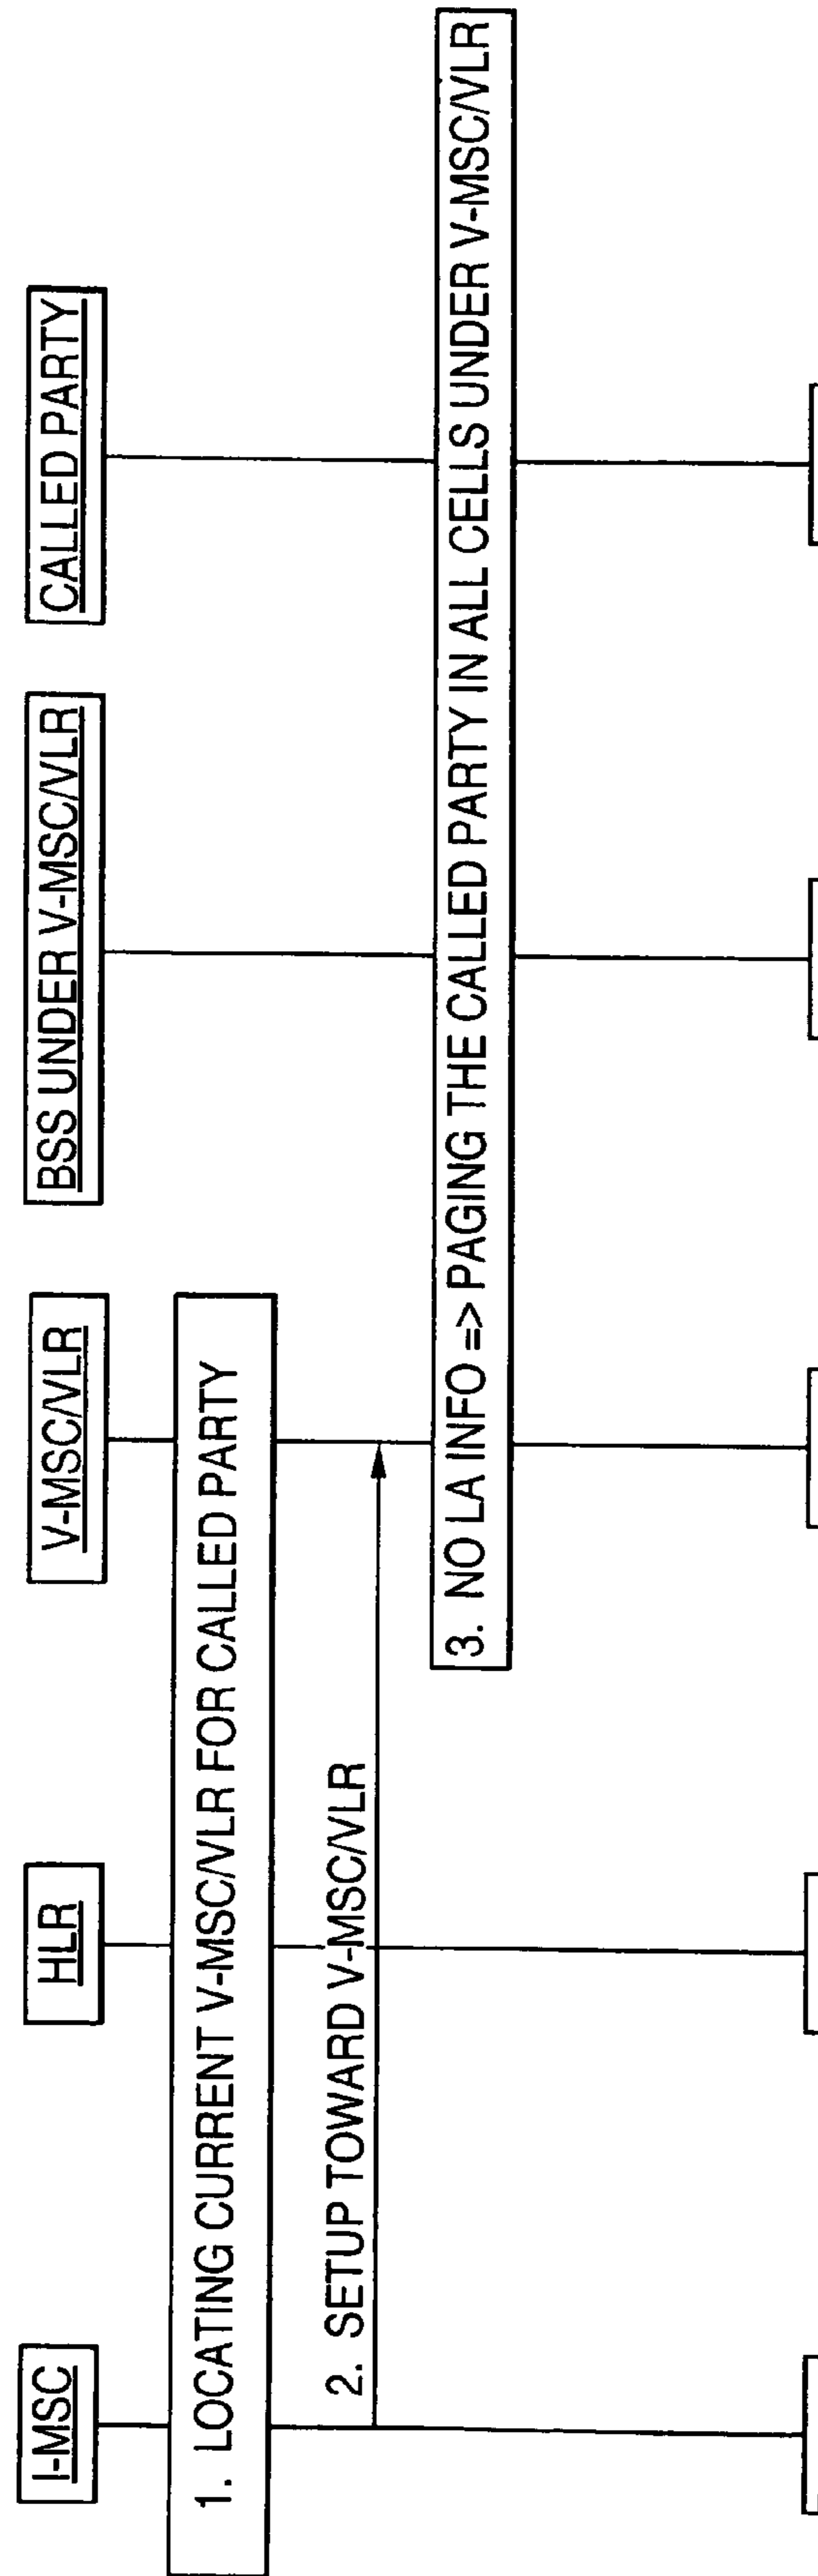 I-MSC
HLR
V-MSC/VLR
BSS UNDER V-MSC/VLR
CALLED PARTY
1. LOCATING CURRENT V-MSC/VLR FOR CALLED PARTY
2. SETUP TOWARD V-MSC/VLR
3. NO LA INFO => PAGING THE CALLED PARTY IN ALL CELLS UNDER V-MSC/VLR